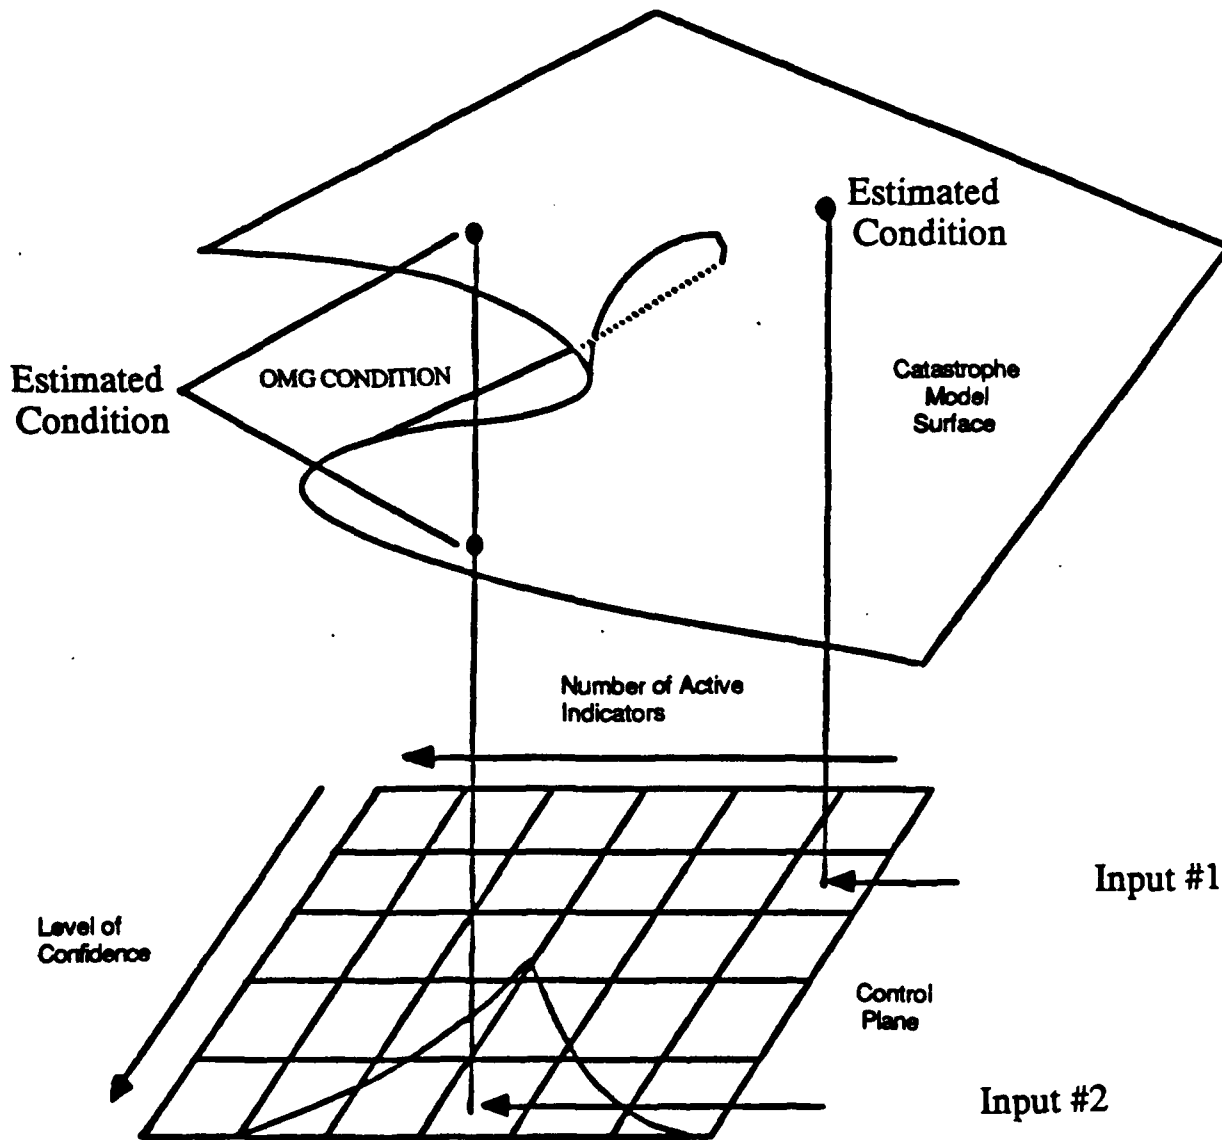 Estimated
Condition
Estimated
Condition
OMG CONDITION
Catastrophe
Model
Surface
Number of Active
Indicators
Input #1
Level of
Confidence
Control
Plane
Input #2